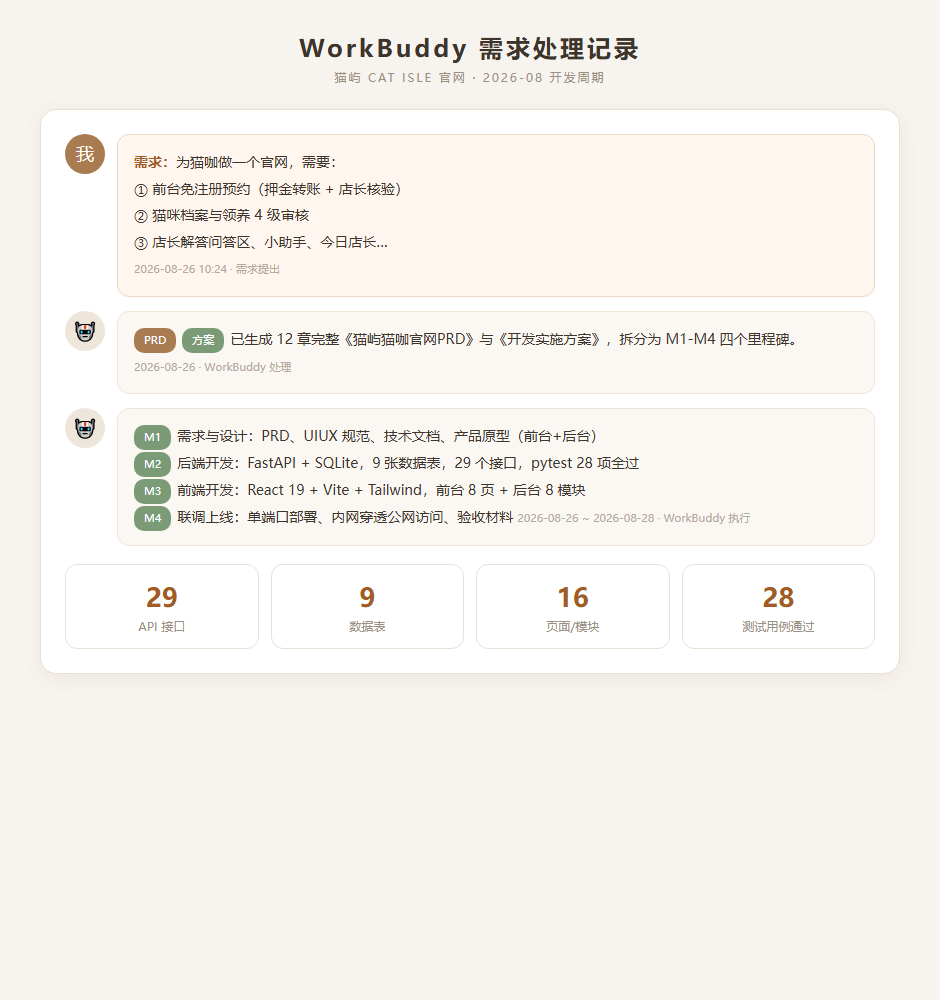 WorkBuddy 需求处理记录
猫屿 CAT ISLE 官网 · 2026-08 开发周期
我
需求：为猫咖做一个官网，需要：
① 前台免注册预约（押金转账 + 店长核验）
② 猫咪档案与领养 4 级审核
③ 店长解答问答区、小助手、今日店长...
2026-08-26 10:24 · 需求提出
PRD 方案 已生成 12 章完整《猫屿猫咖官网PRD》与《开发实施方案》，拆分为 M1-M4 四个里程碑。
2026-08-26 · WorkBuddy 处理
M1 需求与设计：PRD、UIUX 规范、技术文档、产品原型（前台+后台）
M2 后端开发：FastAPI + SQLite，9 张数据表，29 个接口，pytest 28 项全过
M3 前端开发：React 19 + Vite + Tailwind，前台 8 页 + 后台 8 模块
M4 联调上线：单端口部署、内网穿透公网访问、验收材料 2026-08-26 ~ 2026-08-28 · WorkBuddy 执行
29
API 接口
9
数据表
16
页面/模块
28
测试用例通过